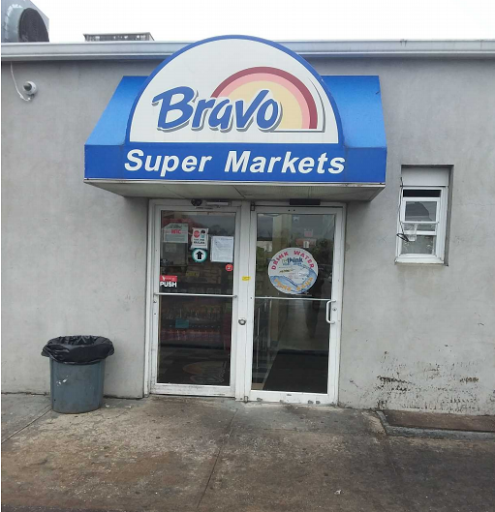 Bravo
Super Markets
PUSH
DRINK WATER